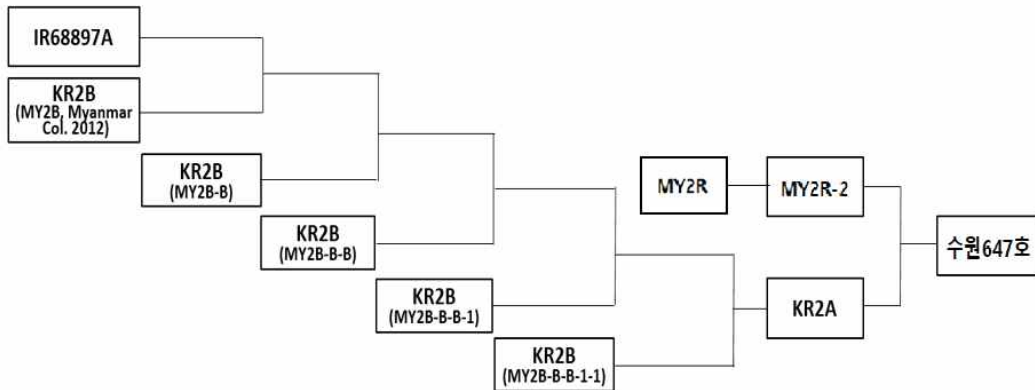 IR68897A
KR2B
(MY2B, Myanmar
Col. 2012)
KR2B
(MY2B-B)
KR2B
(MY2B-B-B)
KR2B
(MY2B-B-B-1)
KR2B
(MY2B-B-B-1-1)
MY2R
MY2R-2
KR2A
수원647호